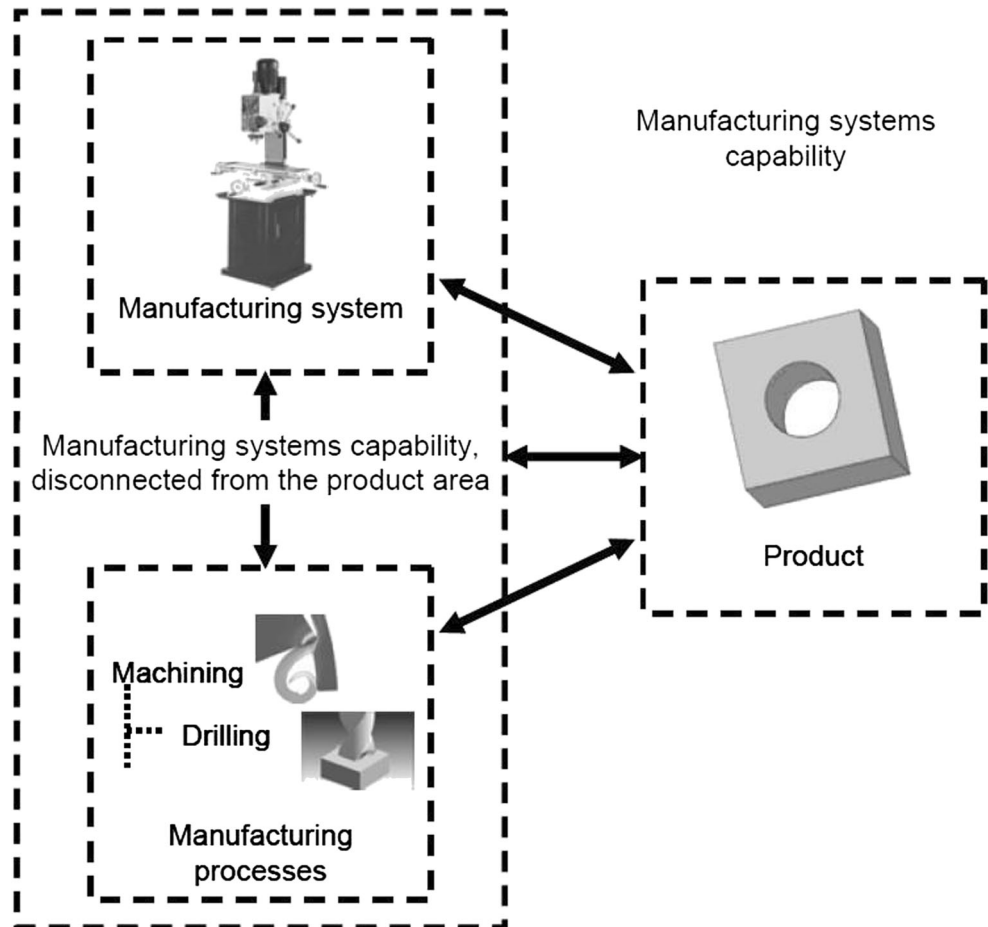 Manufacturing systems
capability
Manufacturing system
Manufacturing systems capability,
disconnected from the product area
Product
Machining
Drilling
Manufacturing
processes